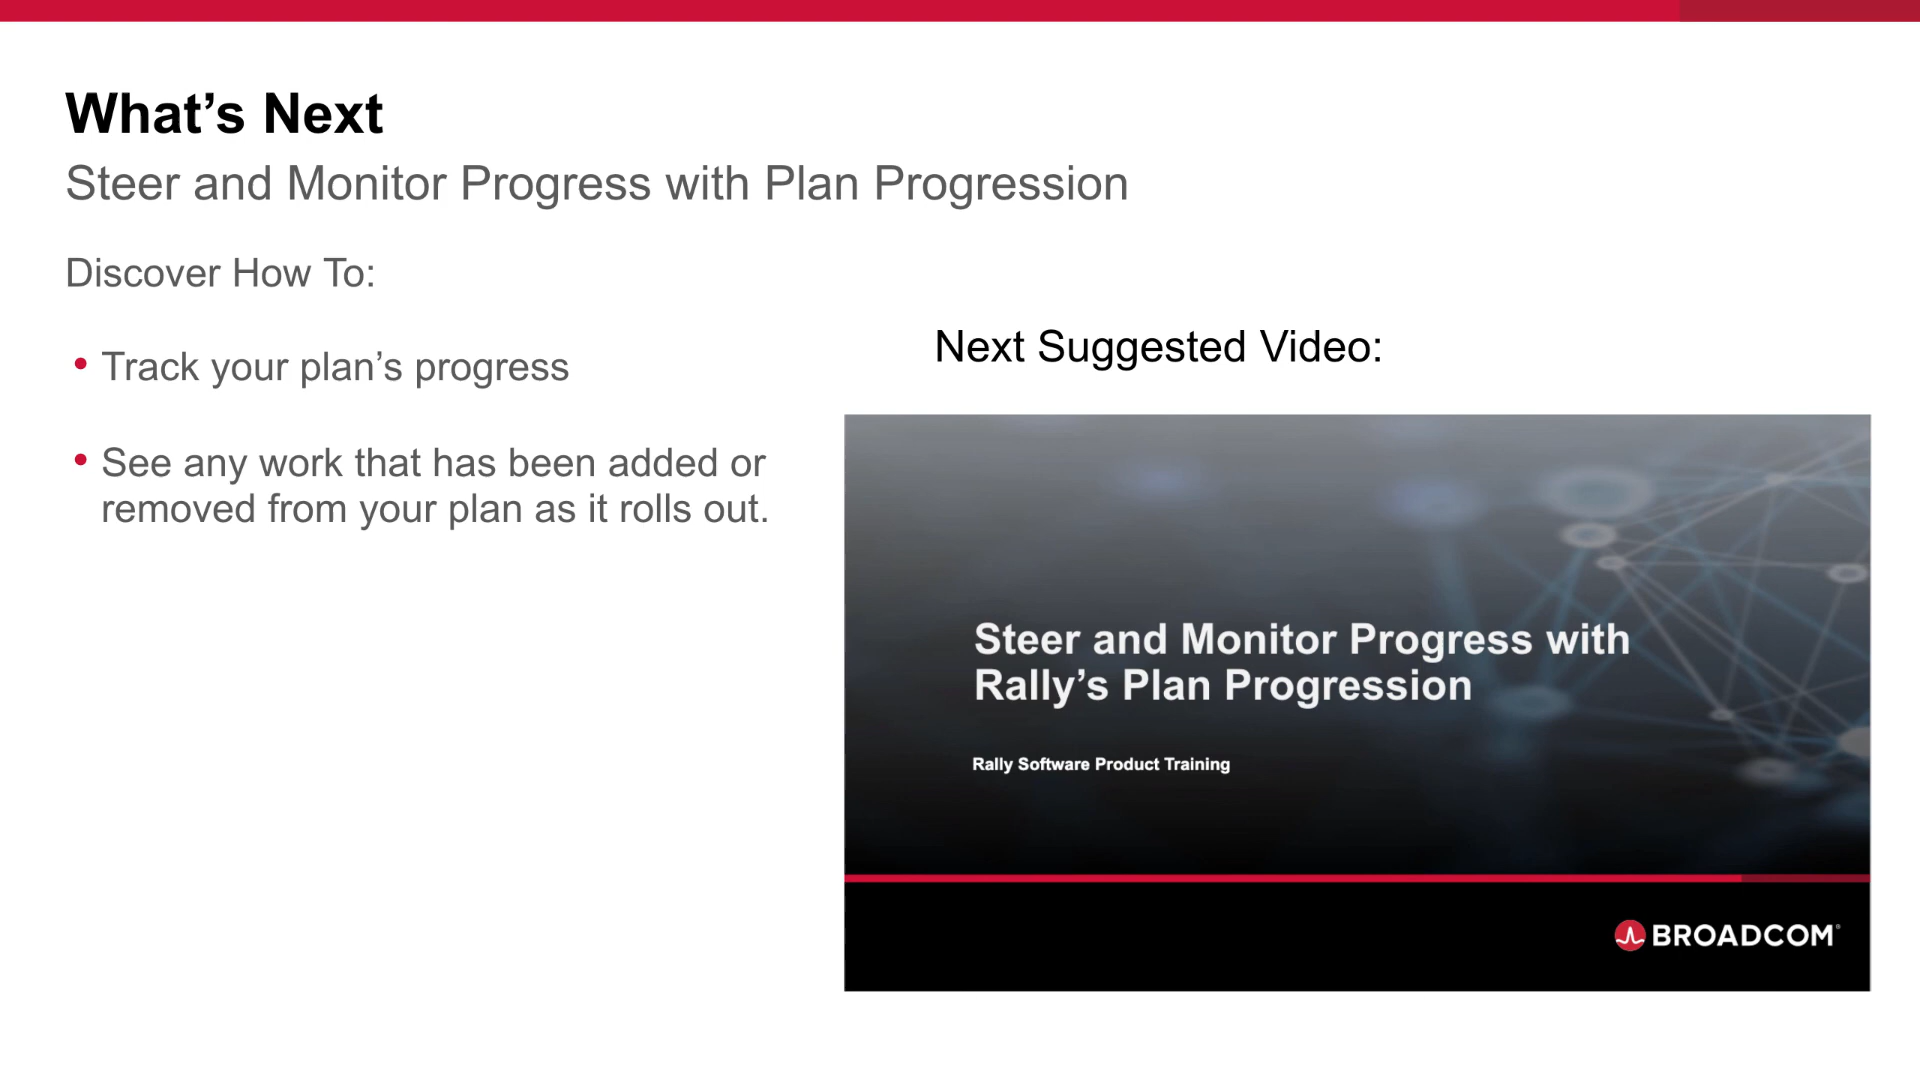 What’s Next
Steer and Monitor Progress with Plan Progression
Discover How To:
• Track your plan’s progress
• See any work that has been added or
removed from your plan as it rolls out.
Next Suggested Video:
Steer and Monitor Progress with
Rally’s Plan Progression
Rally Software Product Training
BROADCOM®